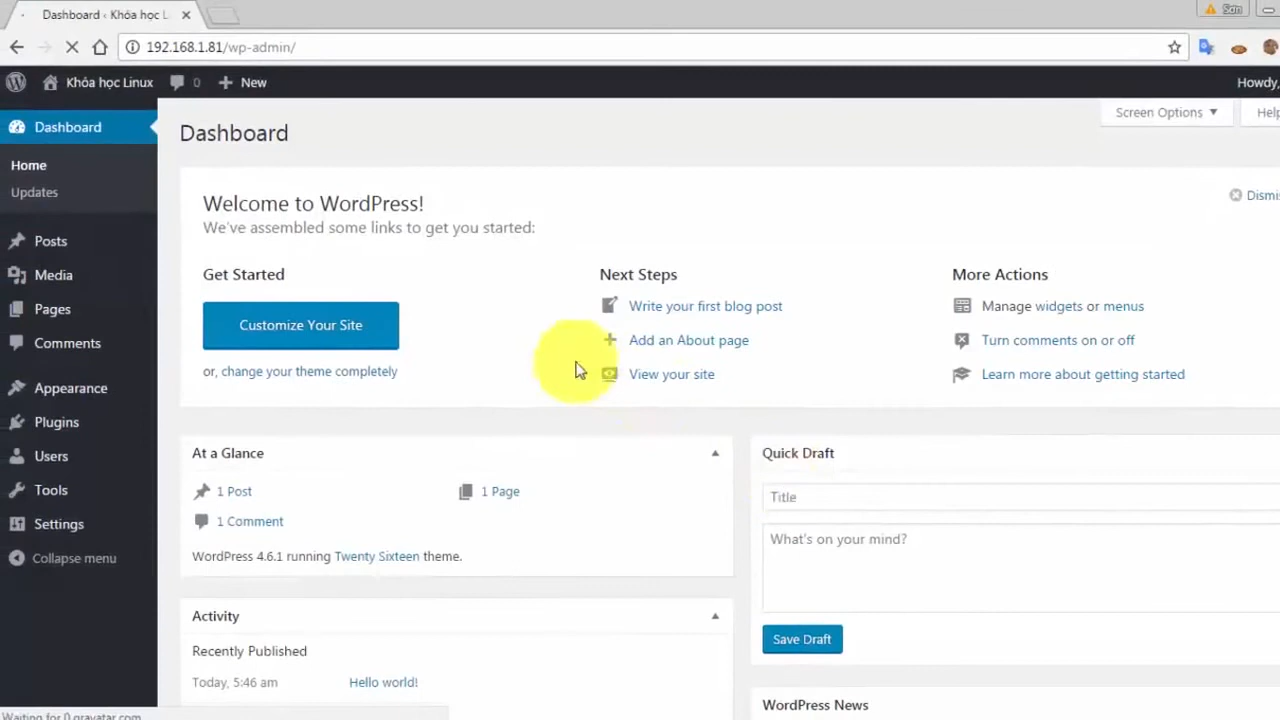 Dashboard ‹ Khóa học L
Sơn
192.168.1.81/wp-admin/
Khóa học Linux
0
New
Howdy,
Dashboard
Home
Updates
Posts
Media
Pages
Comments
Appearance
Plugins
Users
Tools
Settings
Collapse menu
Screen Options
Help
Dashboard
Welcome to WordPress!
We've assembled some links to get you started:
Dismis
Get Started
Customize Your Site
or, change your theme completely
Next Steps
Write your first blog post
Add an About page
View your site
More Actions
Manage widgets or menus
Turn comments on or off
Learn more about getting started
At a Glance
1 Post
1 Page
1 Comment
WordPress 4.6.1 running Twenty Sixteen theme.
Activity
Recently Published
Today, 5:46 am
Hello world!
Quick Draft
Title
What's on your mind?
Save Draft
WordPress News
Waiting for 0.gravatar.com